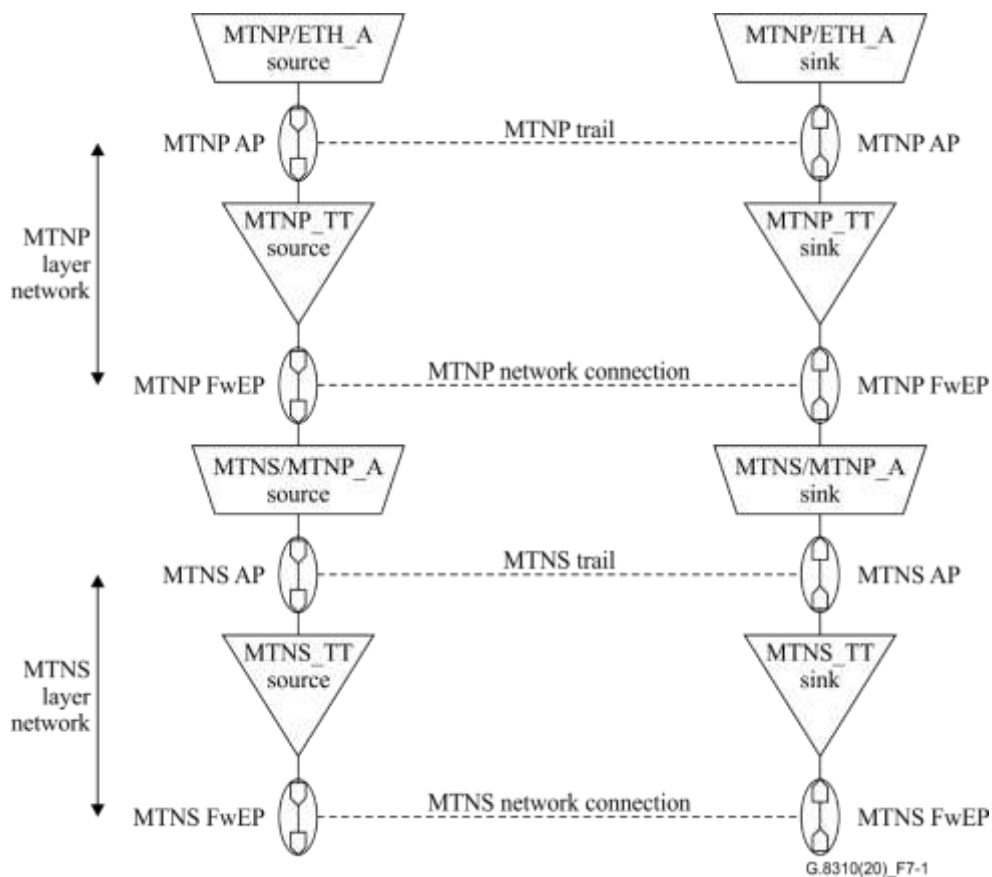 MTNP/ETH_A
source
MTNP/ETH_A
sink
MTNP AP
MTNP trail
MTNP AP
MTNP_TT
source
MTNP_TT
sink
MTNP
layer
network
MTNP FwEP
MTNP network connection
MTNP FwEP
MTNS/MTNP_A
source
MTNS/MTNP_A
sink
MTNS AP
MTNS trail
MTNS AP
MTNS_TT
source
MTNS_TT
sink
MTNS
layer
network
MTNS FwEP
MTNS network connection
MTNS FwEP
G.8310(20)_F7-1